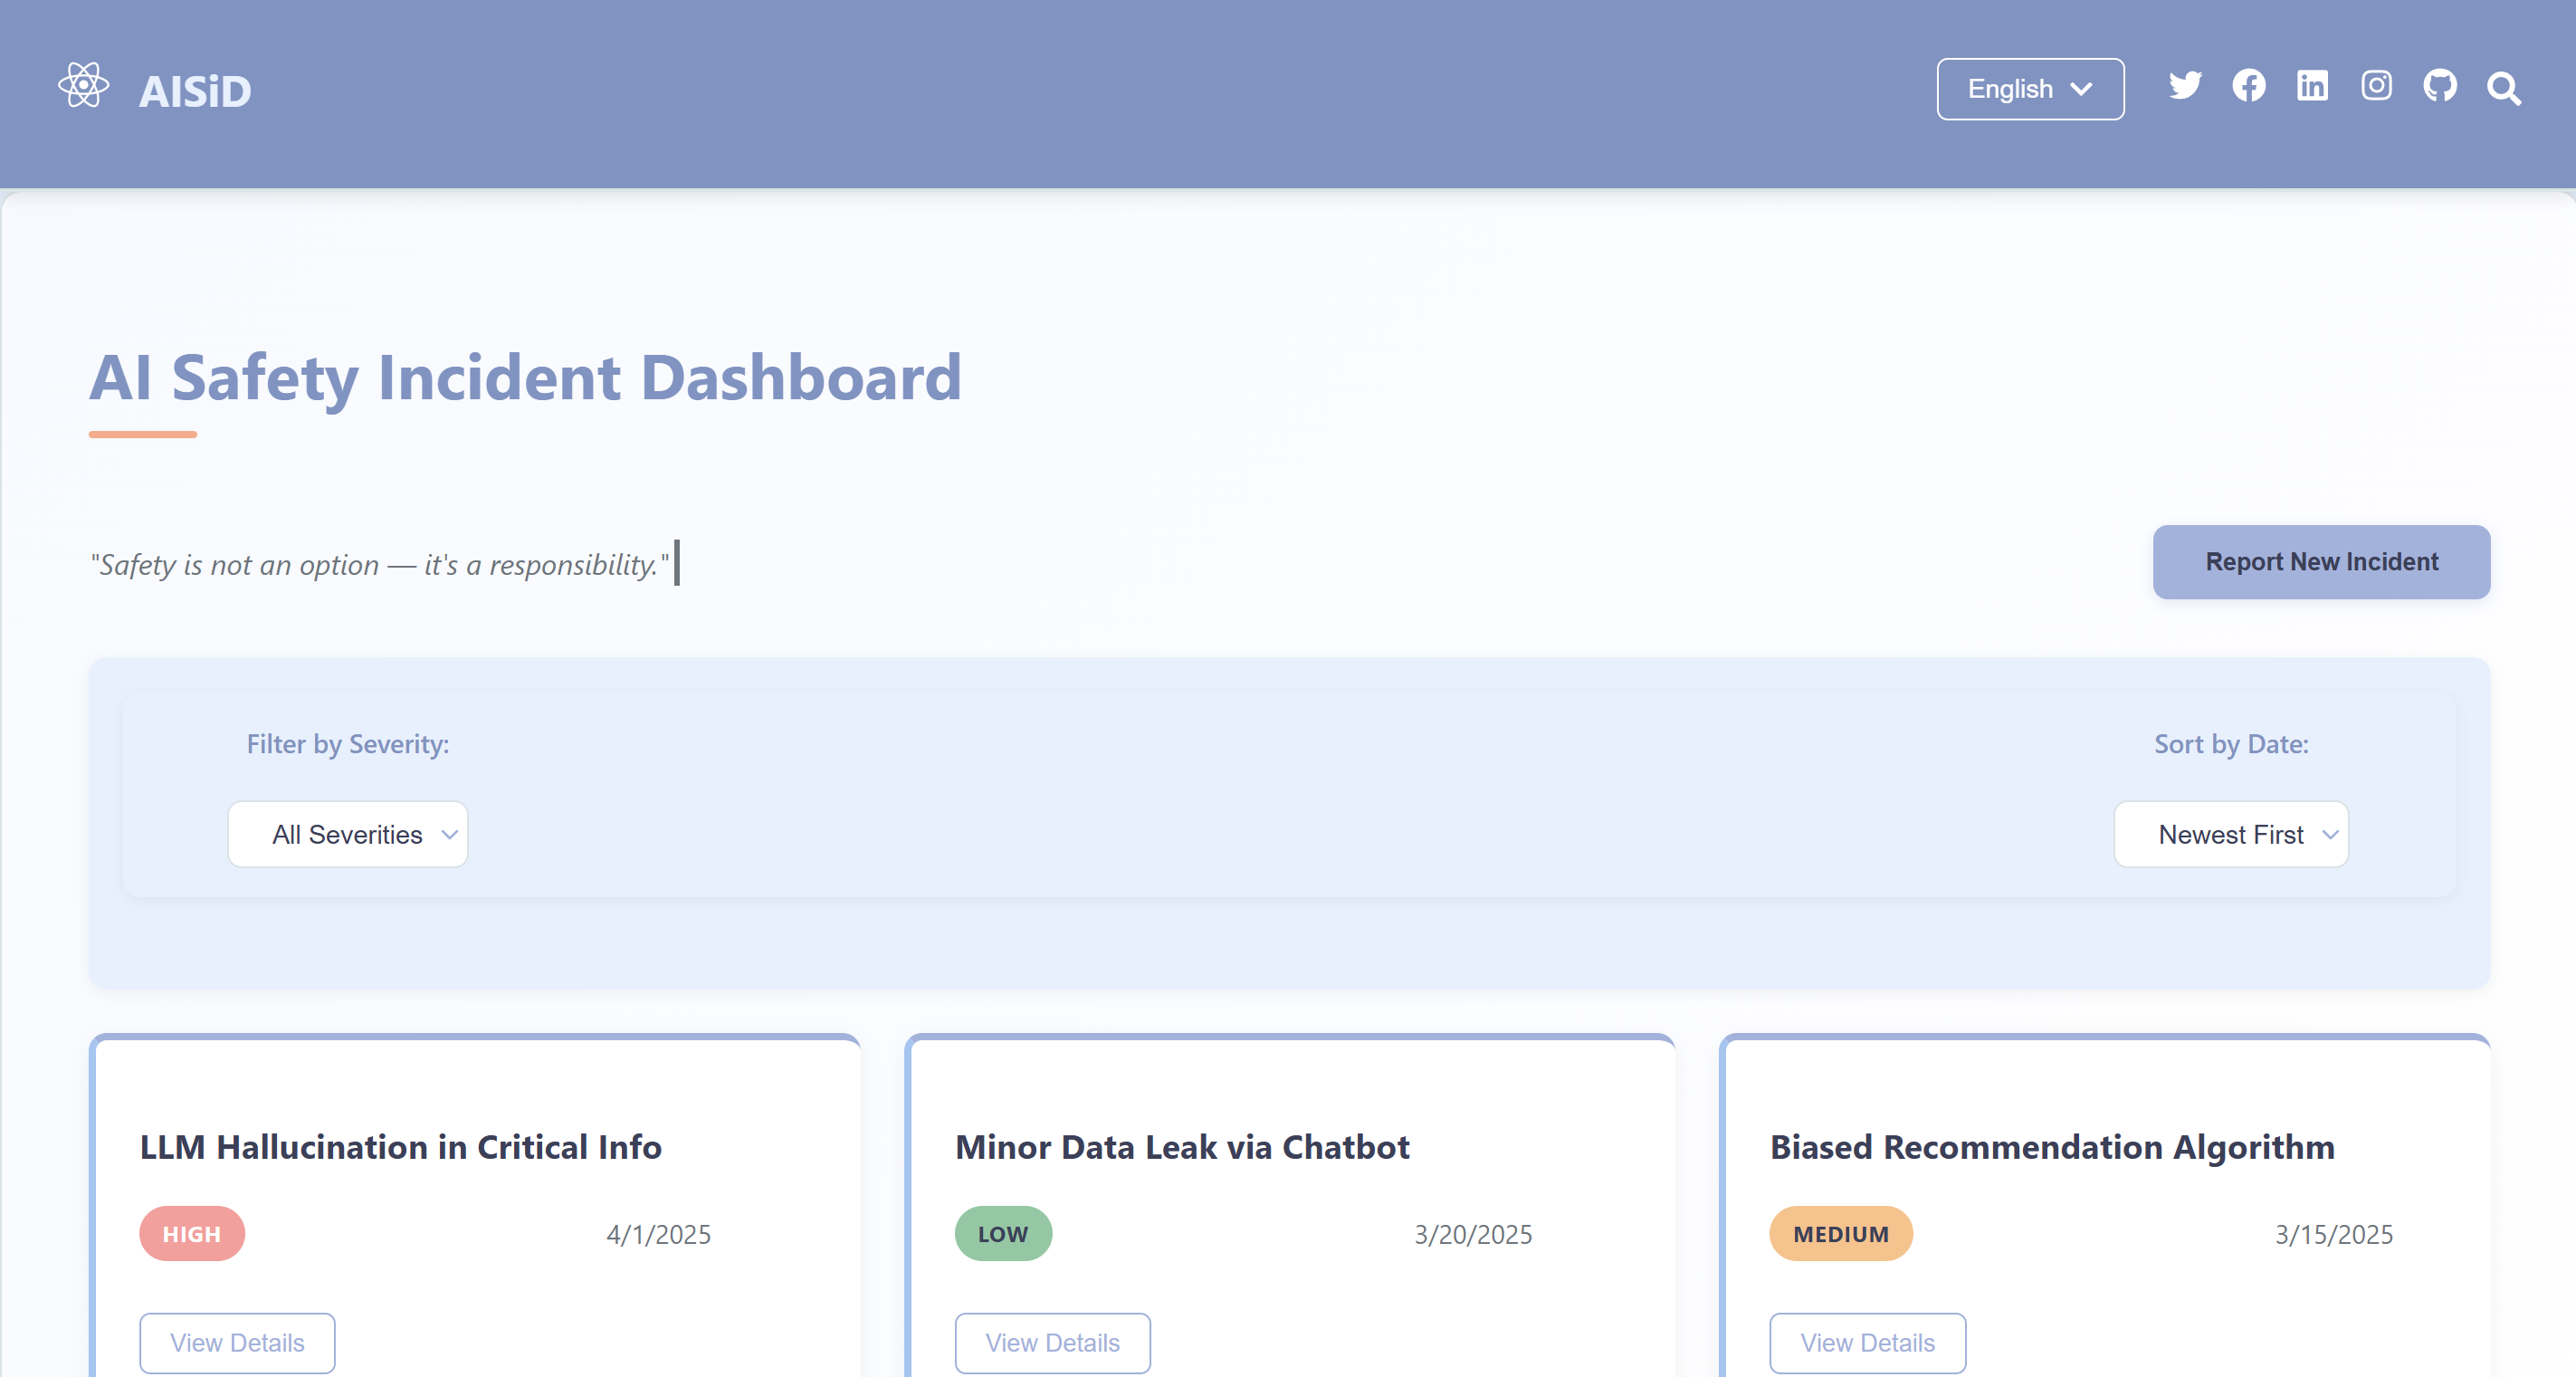 AISiD
English
AI Safety Incident Dashboard
"Safety is not an option — it's a responsibility."
Report New Incident
Filter by Severity:
Sort by Date:
All Severities
Newest First
LLM Hallucination in Critical Info
HIGH
4/1/2025
View Details
Minor Data Leak via Chatbot
LOW
3/20/2025
View Details
Biased Recommendation Algorithm
MEDIUM
3/15/2025
View Details